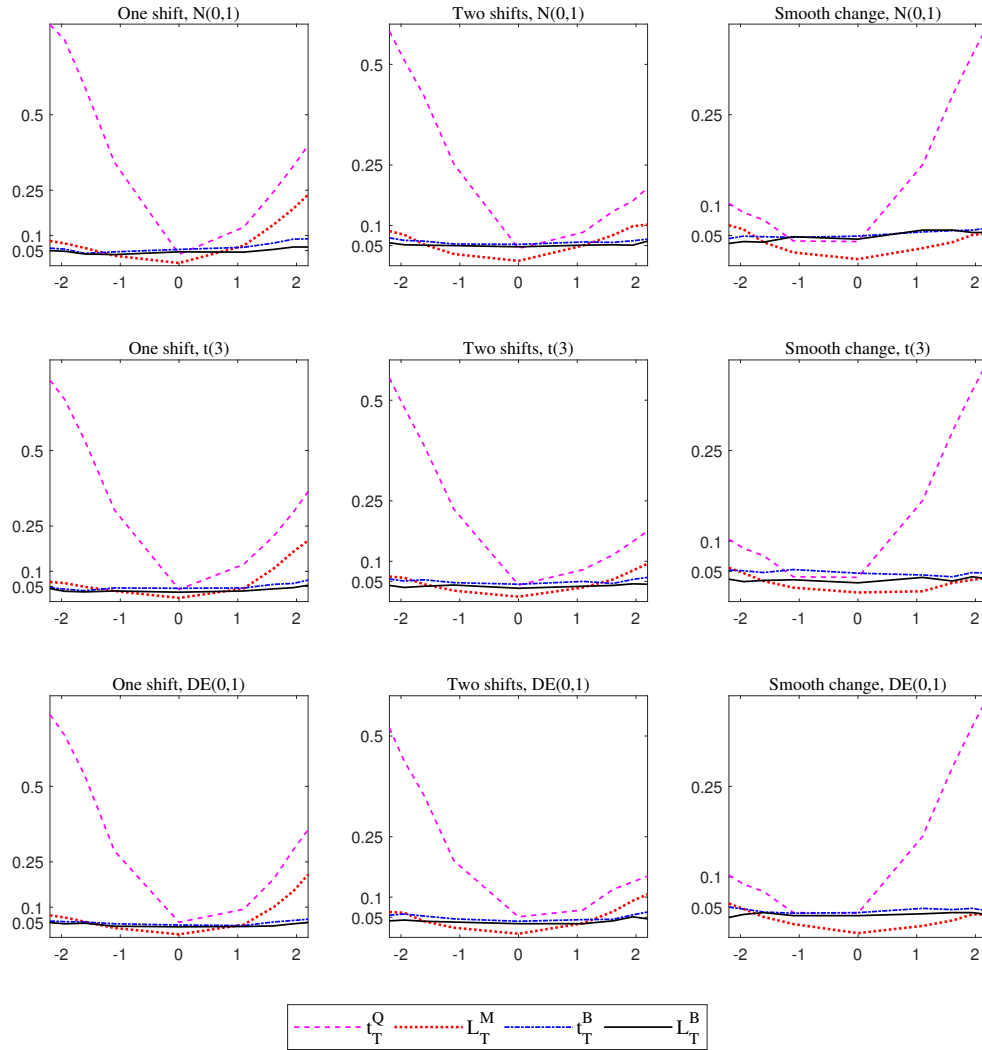 One shift, N(0,1)
0.5
0.25
0.1
0.05
-2 -1 0 1 2
Two shifts, N(0,1)
0.5
0.25
0.1
0.05
-2 -1 0 1 2
Smooth change, N(0,1)
0.25
0.1
0.05
-2 -1 0 1 2
One shift, t(3)
0.5
0.25
0.1
0.05
-2 -1 0 1 2
Two shifts, t(3)
0.5
0.25
0.1
0.05
-2 -1 0 1 2
Smooth change, t(3)
0.25
0.1
0.05
-2 -1 0 1 2
One shift, DE(0,1)
0.5
0.25
0.1
0.05
-2 -1 0 1 2
Two shifts, DE(0,1)
0.5
0.25
0.1
0.05
-2 -1 0 1 2
Smooth change, DE(0,1)
0.25
0.1
0.05
-2 -1 0 1 2
t_T^Q L_T^M t_T^B L_T^B